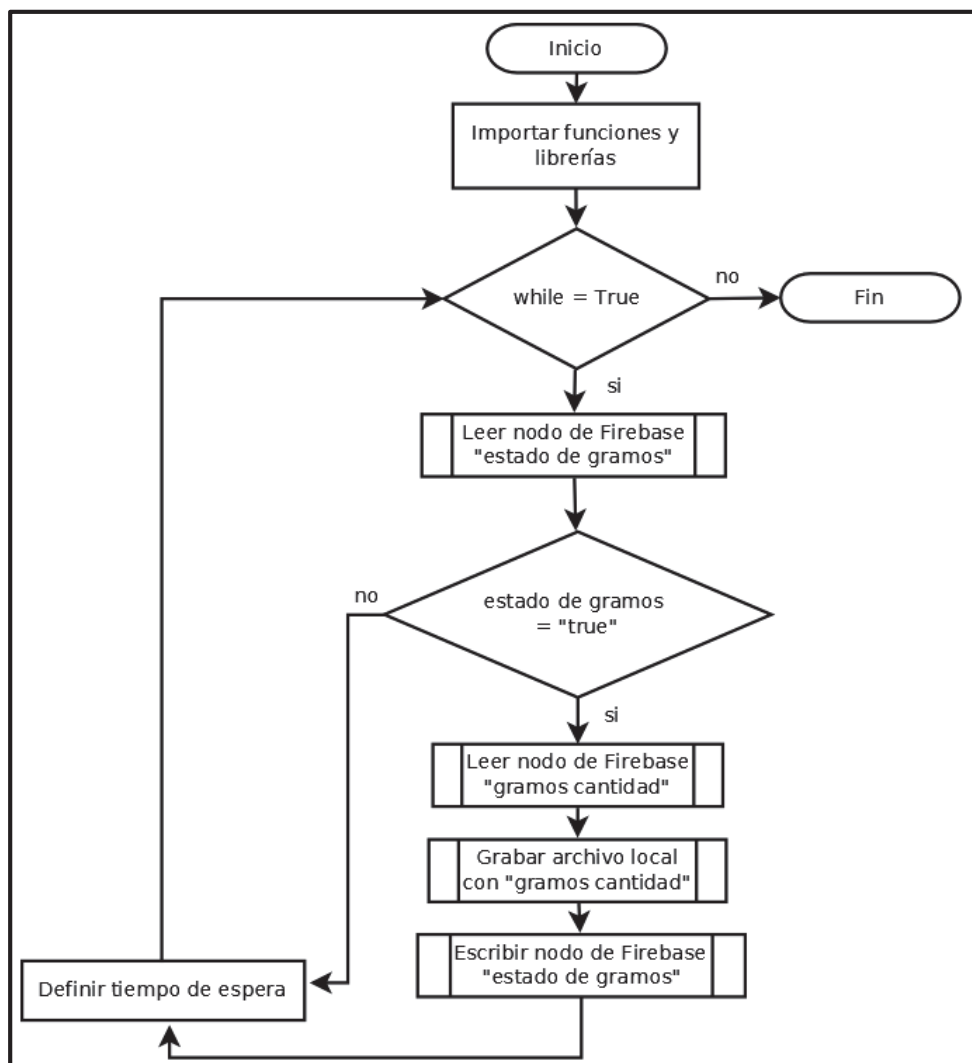 Inicio
Importar funciones y
librerías
while = True
no
Fin
si
Leer nodo de Firebase
"estado de gramos"
no
estado de gramos
= "true"
si
Leer nodo de Firebase
"gramos cantidad"
Grabar archivo local
con "gramos cantidad"
Escribir nodo de Firebase
"estado de gramos"
Definir tiempo de espera